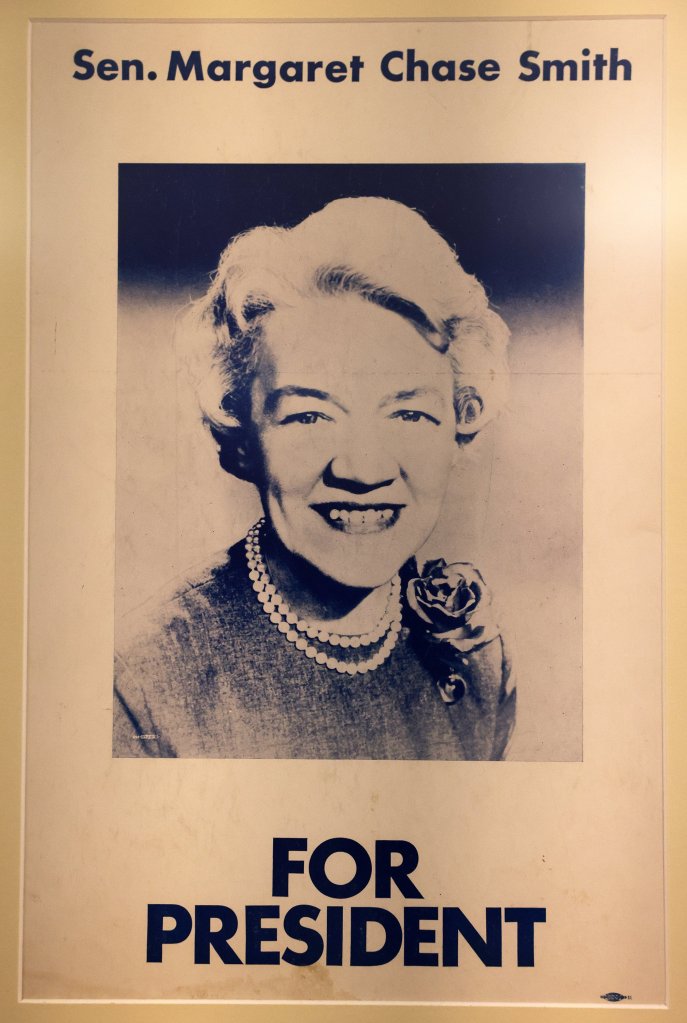 Sen. Margaret Chase Smith
FOR
PRESIDENT